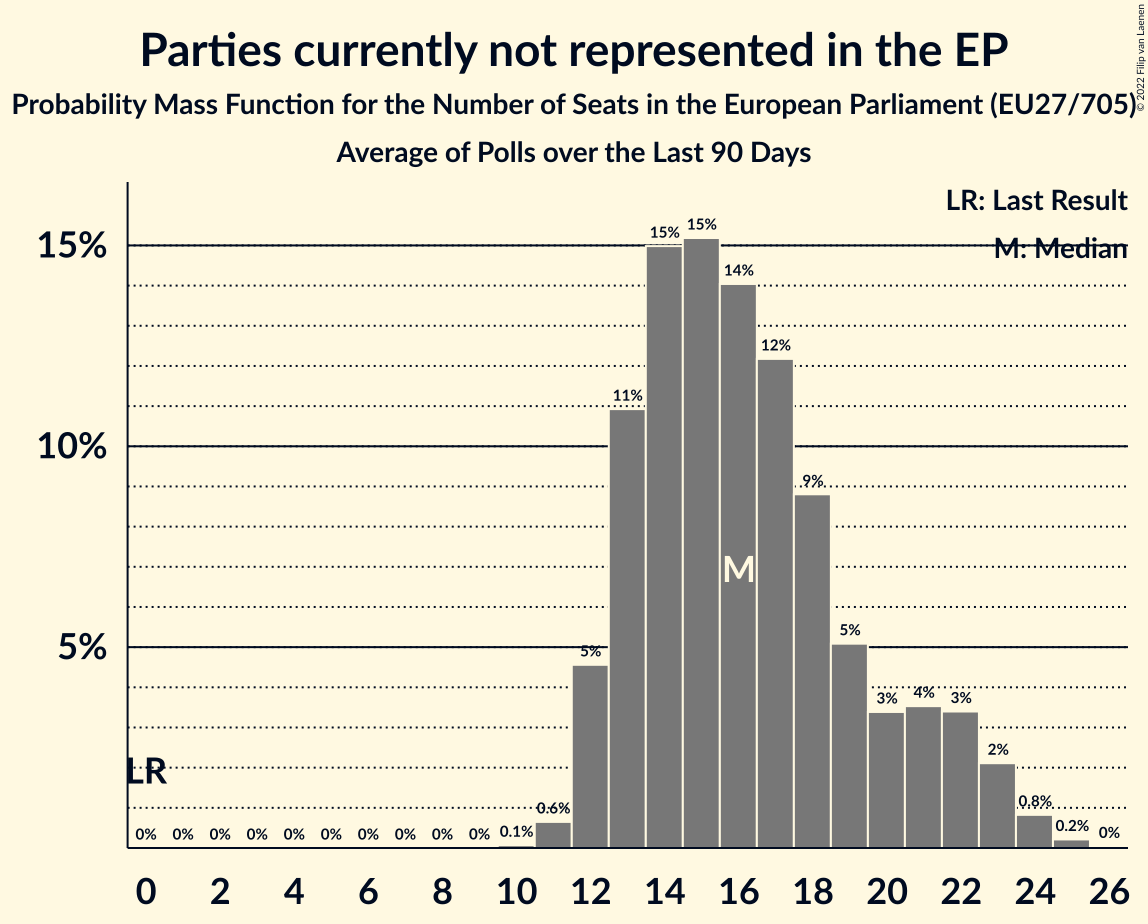 Parties currently not represented in the EP
Probability Mass Function for the Number of Seats in the European Parliament (EU27/705)
Average of Polls over the Last 90 Days
© 2022 Filip van Laenen
LR: Last Result
M: Median
15%
10%
5%
LR
M
0% 0% 0% 0% 0% 0% 0% 0% 0% 0% 0.1% 0.6% 5% 11% 15% 15% 14% 12% 9% 5% 3% 4% 3% 2% 0.8% 0.2% 0%
0 2 4 6 8 10 12 14 16 18 20 22 24 26